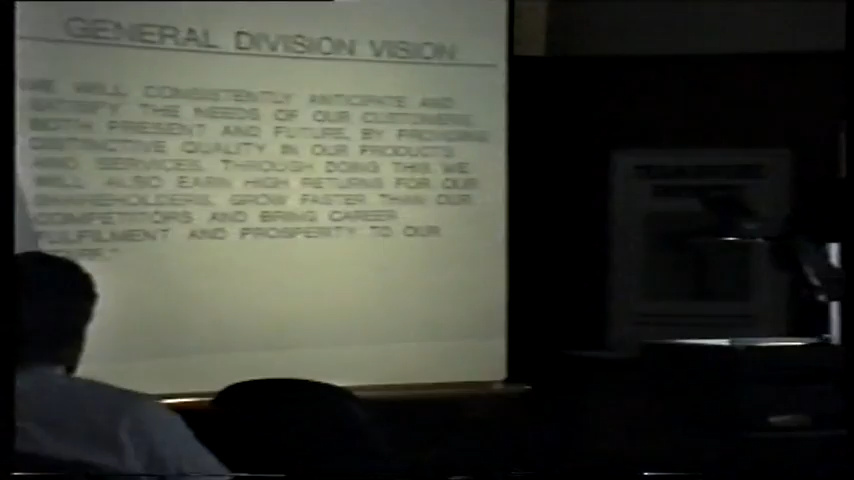 GENERAL DIVISION VISION
WE WILL CONSISTENTLY ANTICIPATE AND
SATISFY THE NEEDS OF OUR CUSTOMERS,
BOTH PRESENT AND FUTURE, BY PROVIDING
DISTINCTIVE QUALITY IN OUR PRODUCTS
AND SERVICES. THROUGH DOING THIS WE
WILL ALSO EARN HIGH RETURNS FOR OUR
SHAREHOLDERS, GROW FASTER THAN OUR
COMPETITORS AND BRING CAREER
FULFILMENT AND PROSPERITY TO OUR